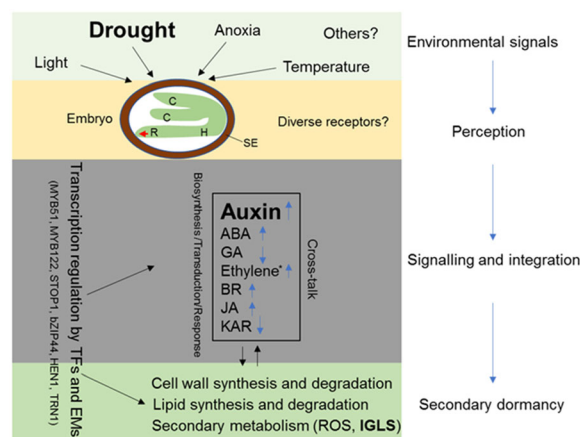 Drought
Anoxia
Others?
Light
Temperature
Environmental signals
Embryo
C
C
R
H
SE
Diverse receptors?
Perception
Transcription regulation by TFs and EMs
(MYB51, MYB122, STOP1, bZIP44, HEN1, TRN1)
Biosynthesis/Transduction/Response
Auxin
ABA
GA
Ethylene*
BR
JA
KAR
Cross-talk
Signalling and integration
Cell wall synthesis and degradation
Lipid synthesis and degradation
Secondary metabolism (ROS, IGLS)
Secondary dormancy